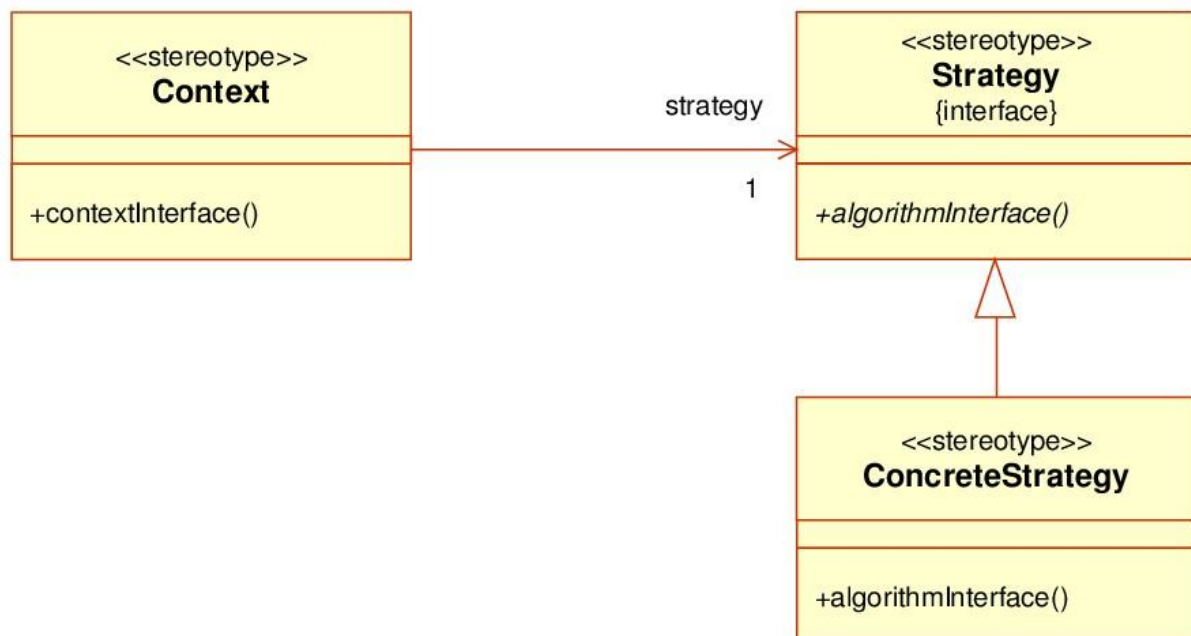 <<stereotype>>
Context
+contextInterface()
strategy
1
<<stereotype>>
Strategy
{interface}
+algorithmInterface()
<<stereotype>>
ConcreteStrategy
+algorithmInterface()